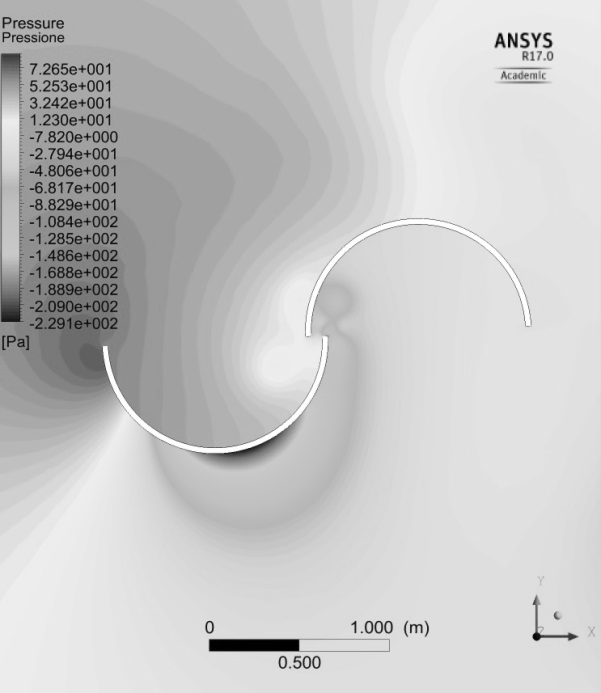 Pressure
Pressione
ANSYS
R17.0
Academic
7.265e+001
5.253e+001
3.242e+001
1.230e+001
-7.820e+000
-2.794e+001
-4.806e+001
-6.817e+001
-8.829e+001
-1.084e+002
-1.285e+002
-1.486e+002
-1.688e+002
-1.889e+002
-2.090e+002
-2.291e+002
[Pa]
Y
Z
X
0 1.000 (m)
0.500